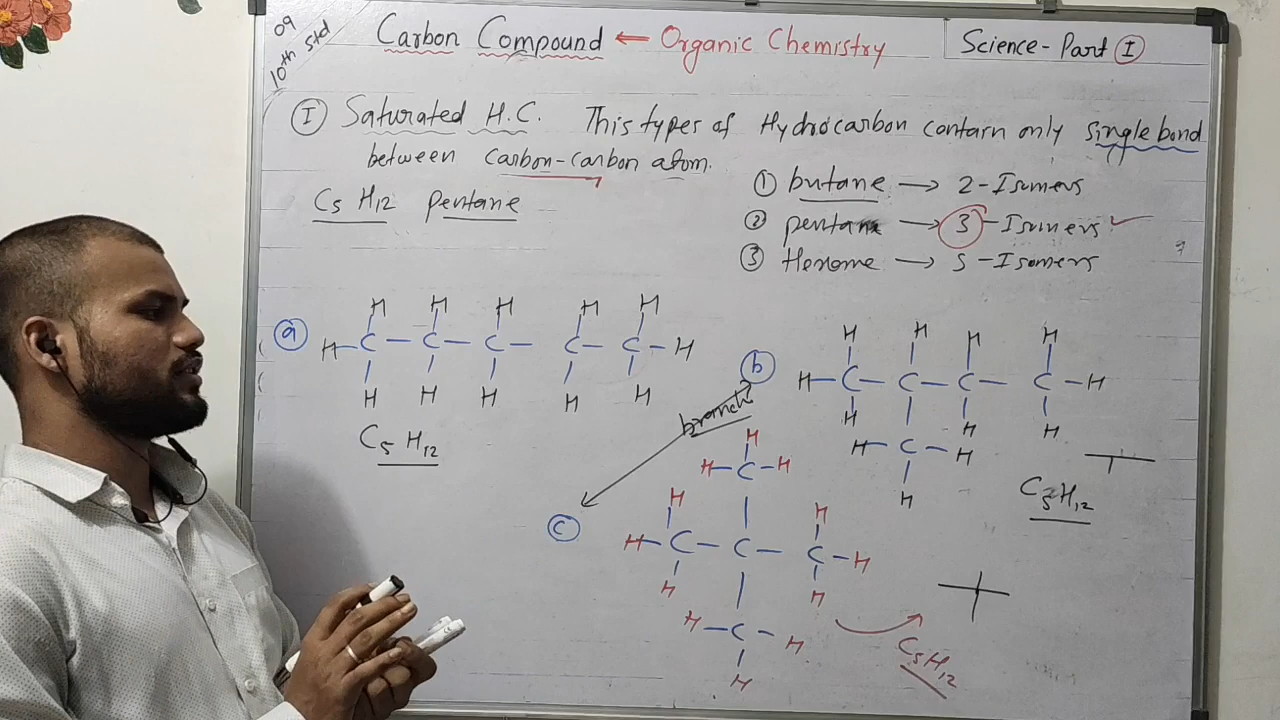 09
10th std
Carbon Compound ⇐ Organic Chemistry
Science-Part I
I Saturated H.C. This types of Hydrocarbon contain only single bond
between Carbon-carbon atom.
C5 H12 pentane
① butane → 2-Isomers
② pentane → 3-Isomers ✓
③ Hexane → 5-Isomers
a
H H H H H
H-C-C-C-C-C-H
H H H H H
C5 H12
b
H H H H
H-C-C-C-C-H
H H H
H-C-H
H
C5H12
branch
c
H
H-C-H
H H
H-C-C-C-H
H H
H-C-H
H
C5H12